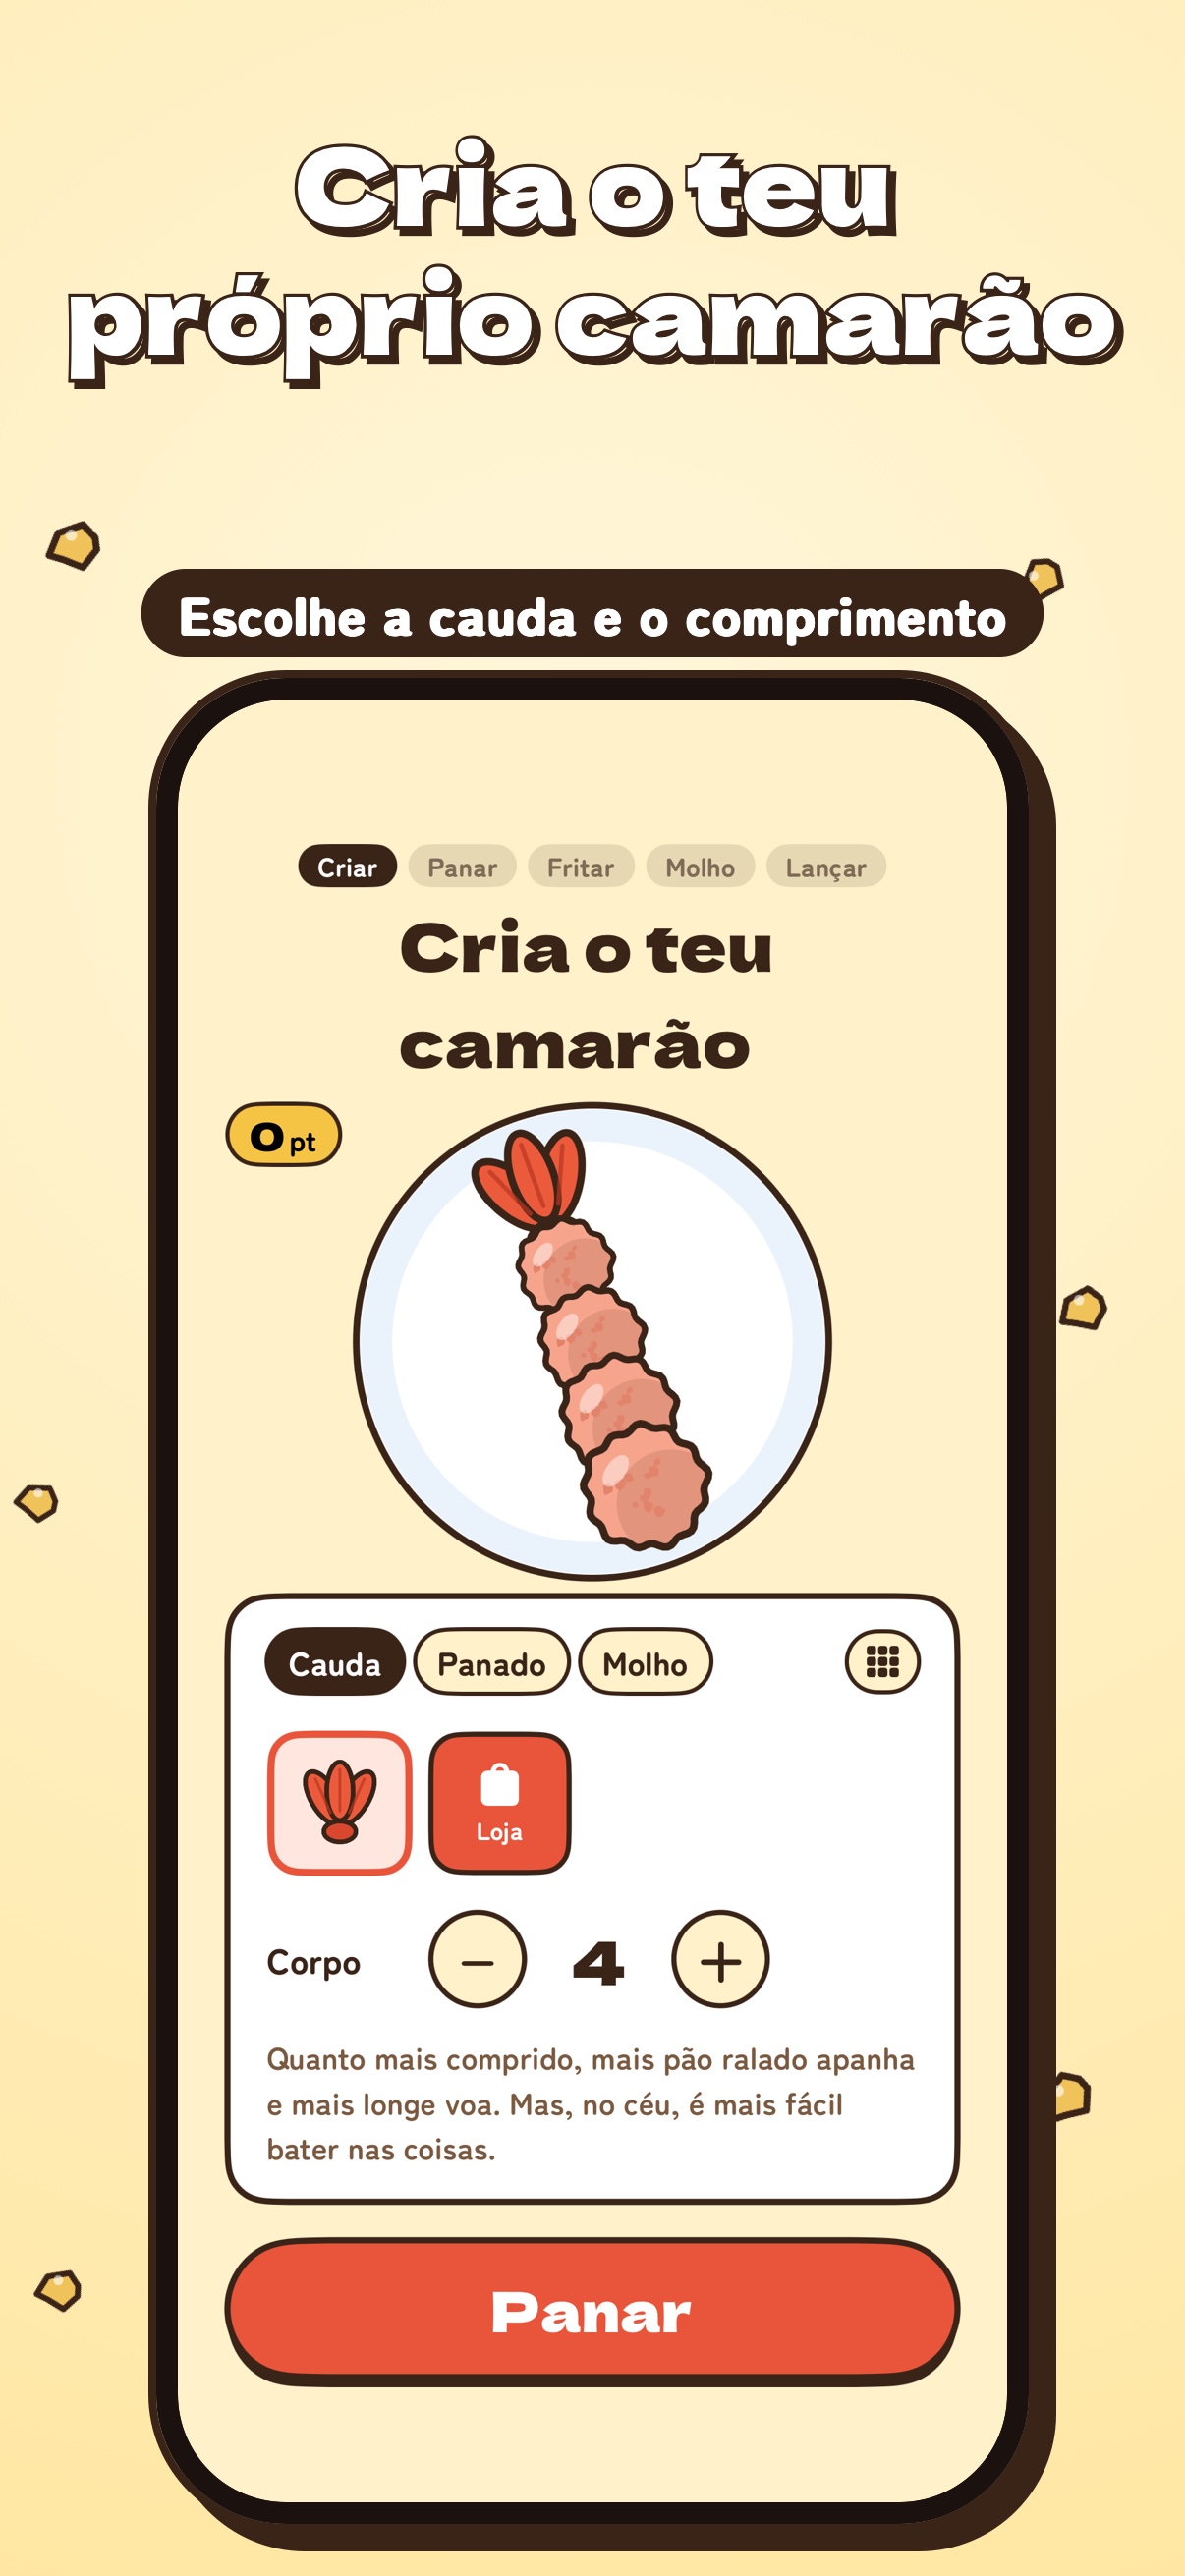 Cria o teu
próprio camarão
Escolhe a cauda e o comprimento
Criar Panar Fritar Molho Lançar
Cria o teu
camarão
0 pt
Cauda Panado Molho
Loja
Corpo − 4 +
Quanto mais comprido, mais pão ralado apanha
e mais longe voa. Mas, no céu, é mais fácil
bater nas coisas.
Panar